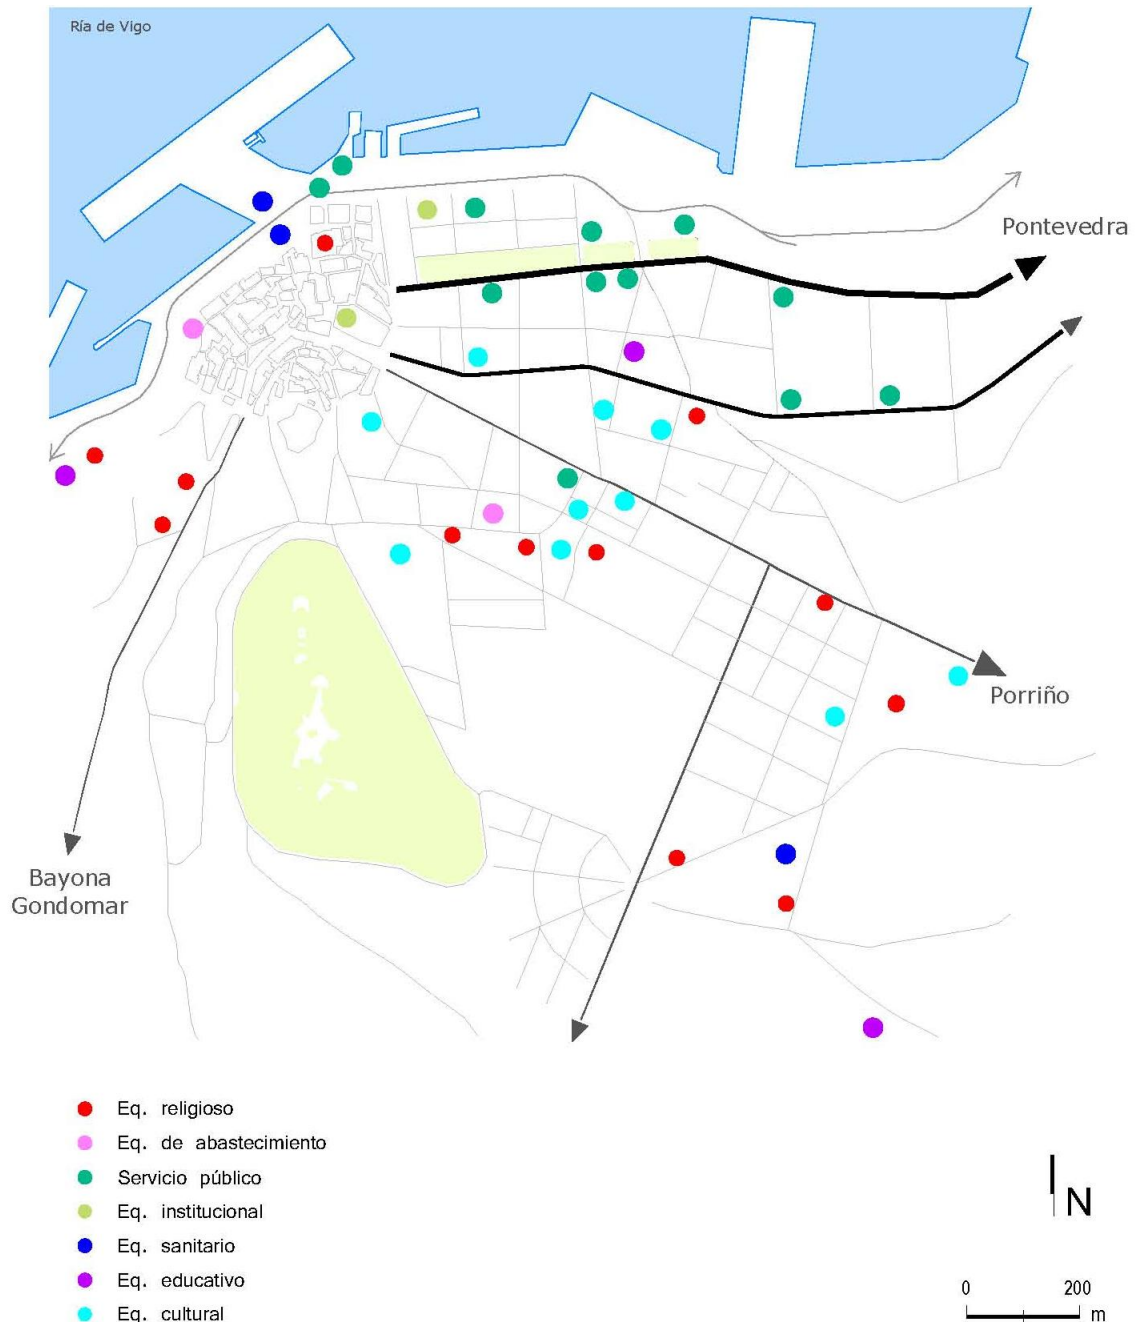 Ría de Vigo
Pontevedra
Porriño
Bayona
Gondomar
Eq. religioso
Eq. de abastecimiento
Servicio público
Eq. institucional
Eq. sanitario
Eq. educativo
Eq. cultural
N
0 200
m